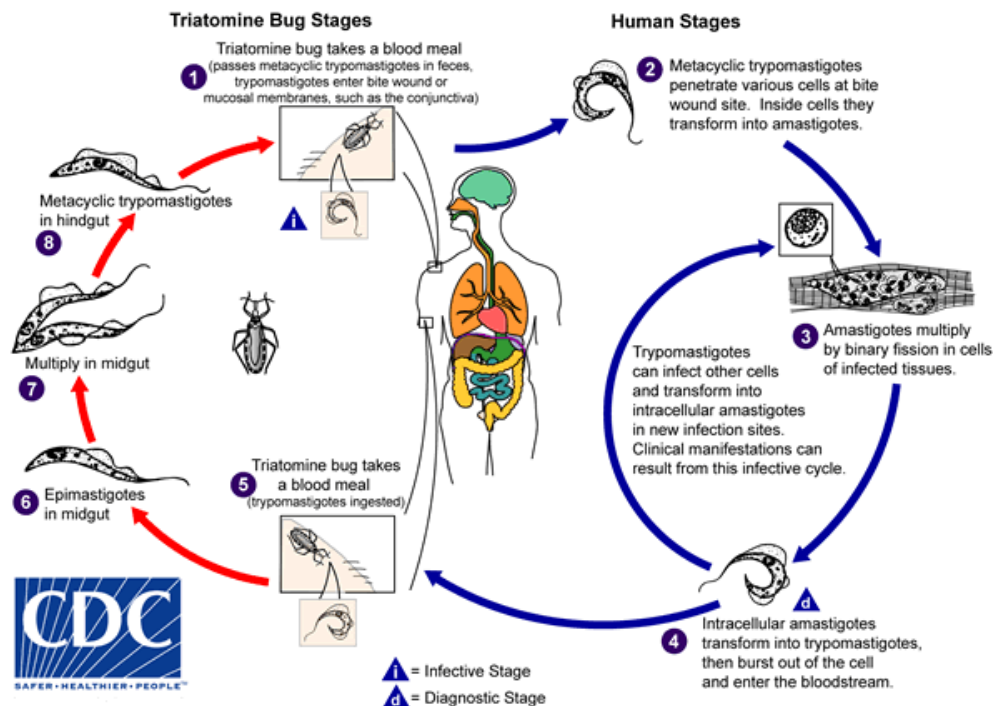 Triatomine Bug Stages
Human Stages
1
Triatomine bug takes a blood meal
(passes metacyclic trypomastigotes in feces,
trypomastigotes enter bite wound or
mucosal membranes, such as the conjunctiva)
i
2
Metacyclic trypomastigotes
penetrate various cells at bite
wound site. Inside cells they
transform into amastigotes.
3
Amastigotes multiply
by binary fission in cells
of infected tissues.
Trypomastigotes
can infect other cells
and transform into
intracellular amastigotes
in new infection sites.
Clinical manifestations can
result from this infective cycle.
d
4
Intracellular amastigotes
transform into trypomastigotes,
then burst out of the cell
and enter the bloodstream.
5
Triatomine bug takes
a blood meal
(trypomastigotes ingested)
6
Epimastigotes
in midgut
Multiply in midgut
7
Metacyclic trypomastigotes
in hindgut
8
CDC
SAFER•HEALTHIER•PEOPLE™
i = Infective Stage
d = Diagnostic Stage